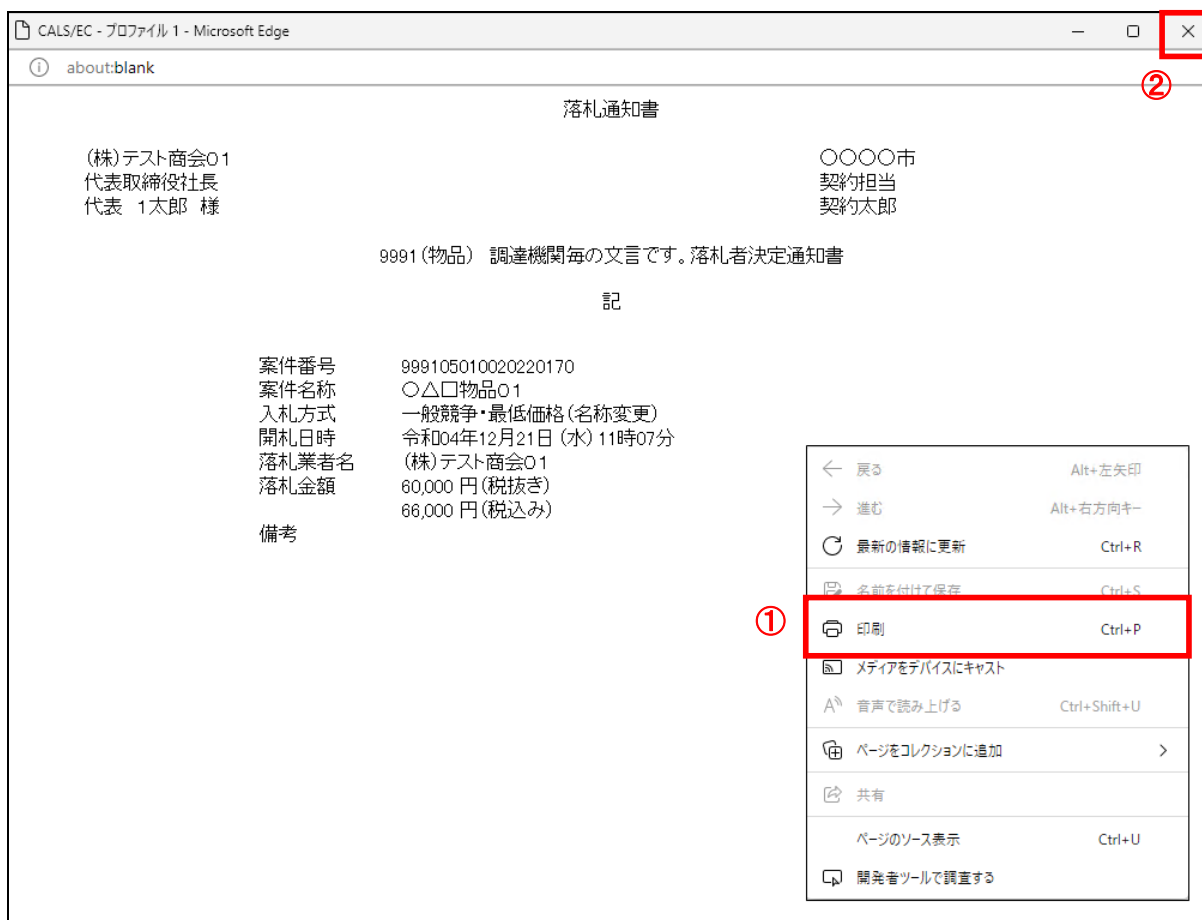 CALS/EC - プロファイル 1 - Microsoft Edge
about:blank
②
落札通知書
(株)テスト商会01
代表取締役社長
代表 1太郎 様
〇〇〇〇市
契約担当
契約太郎
9991(物品) 調達機関毎の文言です。落札者決定通知書
記
案件番号 999105010020220170
案件名称 ○△□物品01
入札方式 一般競争・最低価格(名称変更)
開札日時 令和04年12月21日(水)11時07分
落札業者名 (株)テスト商会01
落札金額 60,000 円(税抜き)
66,000 円(税込み)
備考
戻る Alt+左矢印
進む Alt+右方向キー
最新の情報に更新 Ctrl+R
名前を付けて保存 Ctrl+S
①
印刷 Ctrl+P
メディアをデバイスにキャスト
音声で読み上げる Ctrl+Shift+U
ページをコレクションに追加
共有
ページのソース表示 Ctrl+U
開発者ツールで調査する